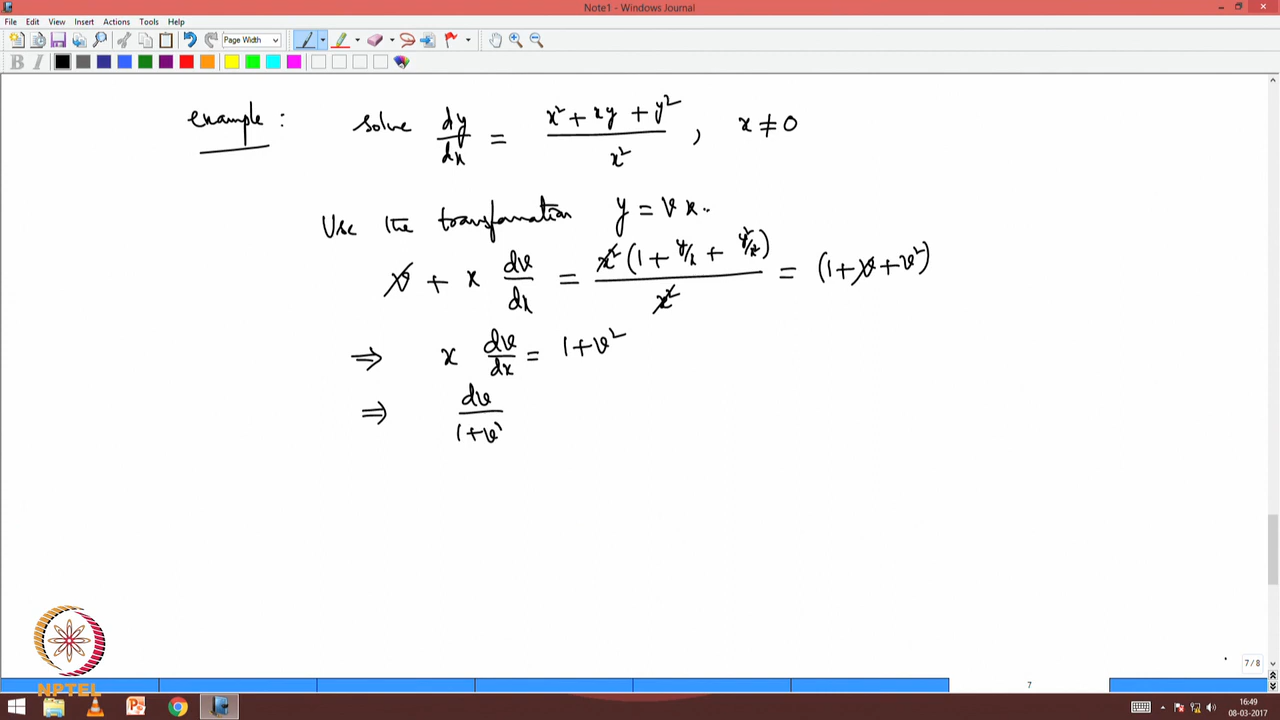 Note1 - Windows Journal
File Edit View Insert Actions Tools Help
Page Width
B I
example : solve dy/dx = (x² + xy + y²)/x² , x ≠ 0
Use the transformation y = v x.
v + x dv/dx = x²(1 + y/x + y²/x²)/x² = (1 + v + v²)
⇒ x dv/dx = 1 + v²
⇒ dv/(1+v²
7 / 8
NPTEL
7
16:49
08-03-2017